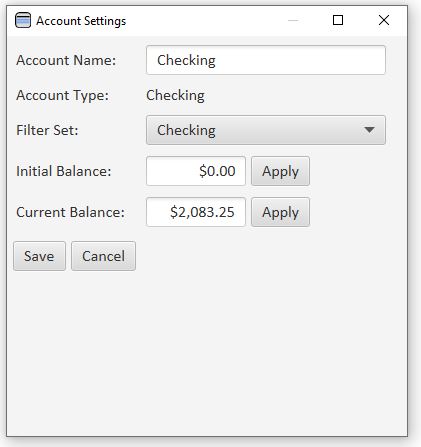 Account Settings
Account Name: Checking
Account Type: Checking
Filter Set: Checking
Initial Balance: $0.00 Apply
Current Balance: $2,083.25 Apply
Save Cancel